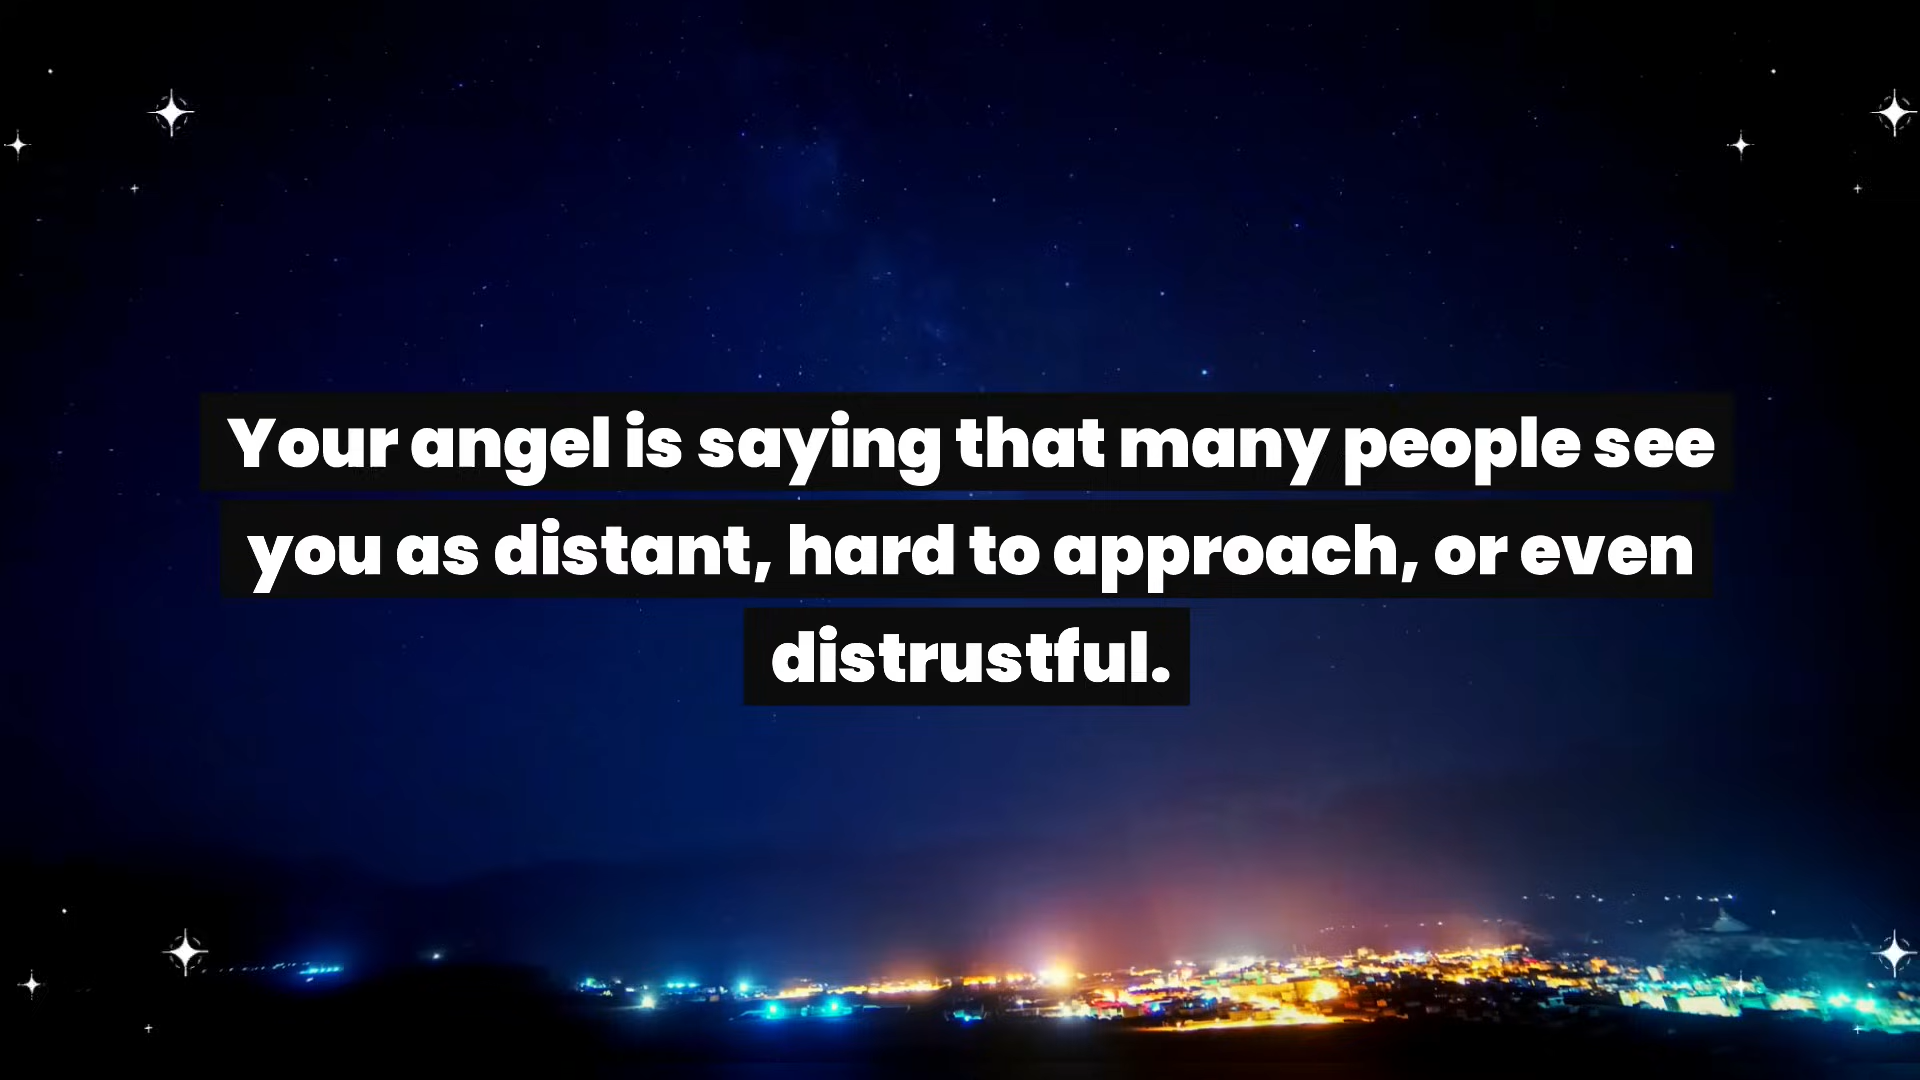 Your angel is saying that many people see
you as distant, hard to approach, or even
distrustful.